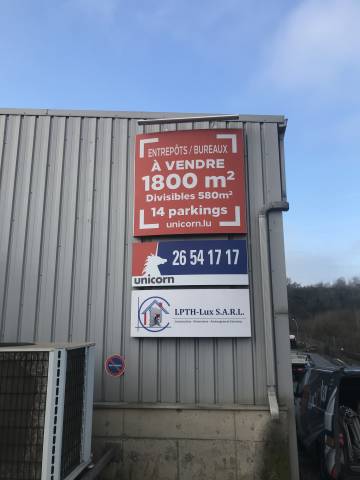 ENTREPÔTS / BUREAUX
À VENDRE
1800 m²
Divisibles 580m²
14 parkings
unicorn.lu
26 54 17 17
unicorn
LPTH-Lux S.A.R.L.